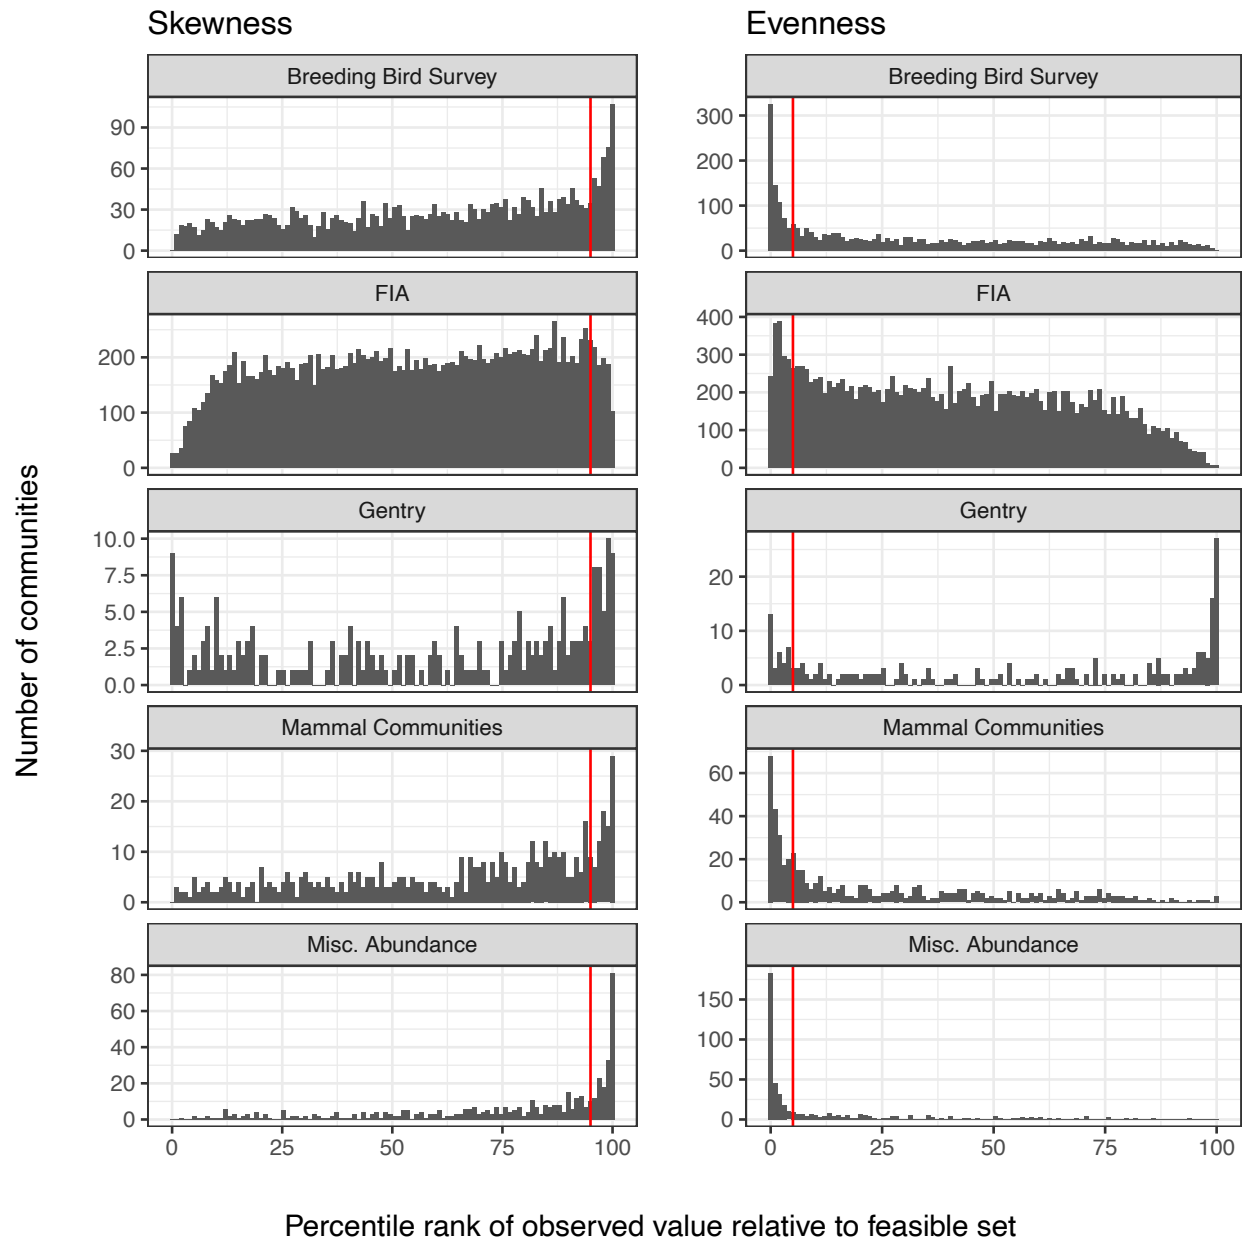 Skewness
Evenness
Breeding Bird Survey
Breeding Bird Survey
90
60
30
0
300
200
100
0
FIA
FIA
200
100
0
400
300
200
100
0
Gentry
Gentry
10.0
7.5
5.0
2.5
0.0
20
10
0
Number of communities
Mammal Communities
Mammal Communities
30
20
10
0
60
40
20
0
Misc. Abundance
Misc. Abundance
80
60
40
20
0
150
100
50
0
0 25 50 75 100
0 25 50 75 100
Percentile rank of observed value relative to feasible set